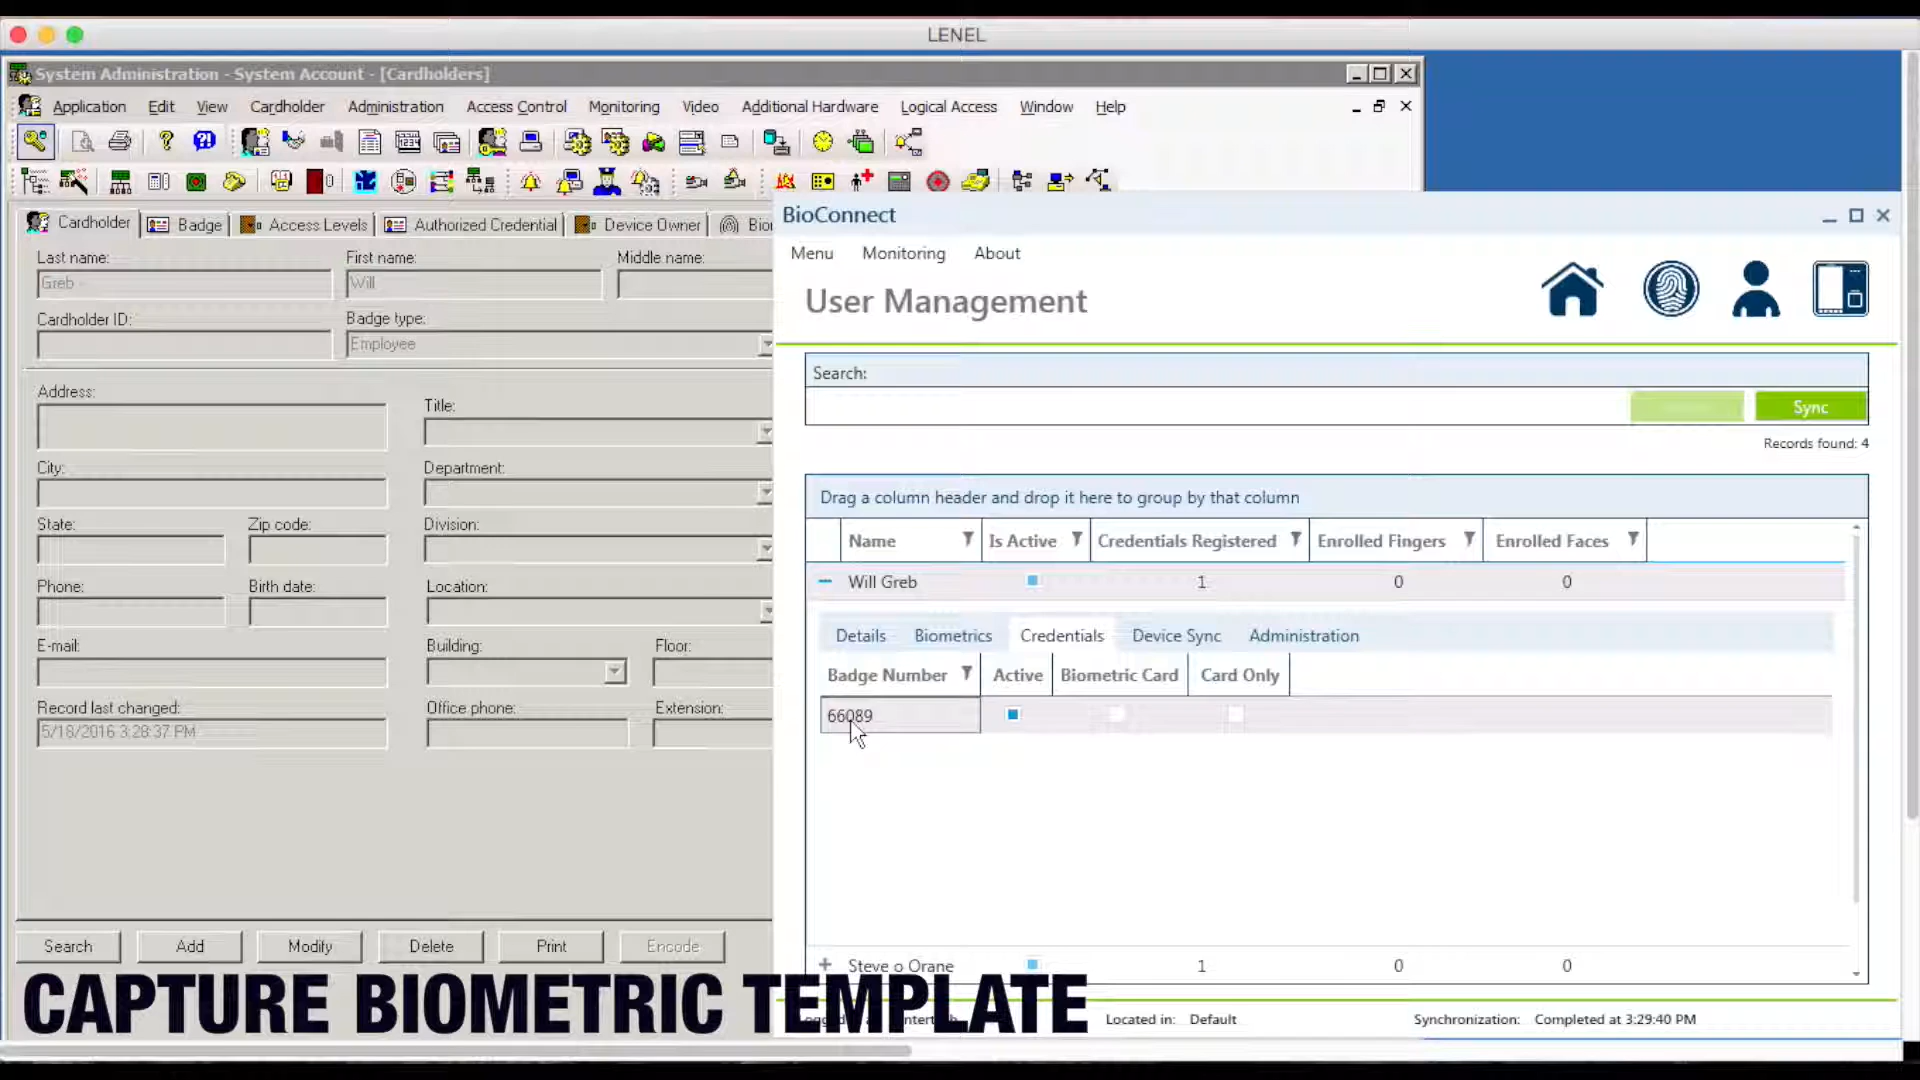 LENEL
System Administration - System Account - [Cardholders]
Application Edit View Cardholder Administration Access Control Monitoring Video Additional Hardware Logical Access Window Help
Cardholder Badge Access Levels Authorized Credential Device Owner
Last name: First name: Middle name:
Greb Will
Cardholder ID: Badge type:
Employee
Address:
Title:
City: Department:
State: Zip code: Division:
Phone: Birth date: Location:
E-mail: Building: Floor:
Record last changed: Office phone: Extension:
5/18/2016 3:28:37 PM
Search Add Modify Delete Print Encode
BioConnect
Menu Monitoring About
User Management
Search:
Sync
Records found: 4
Drag a column header and drop it here to group by that column
Name Is Active Credentials Registered Enrolled Fingers Enrolled Faces
Will Greb 1 0 0
Details Biometrics Credentials Device Sync Administration
Badge Number Active Biometric Card Card Only
66089
Steve o Orane 1 0 0
Located in: Default Synchronization: Completed at 3:29:40 PM
CAPTURE BIOMETRIC TEMPLATE